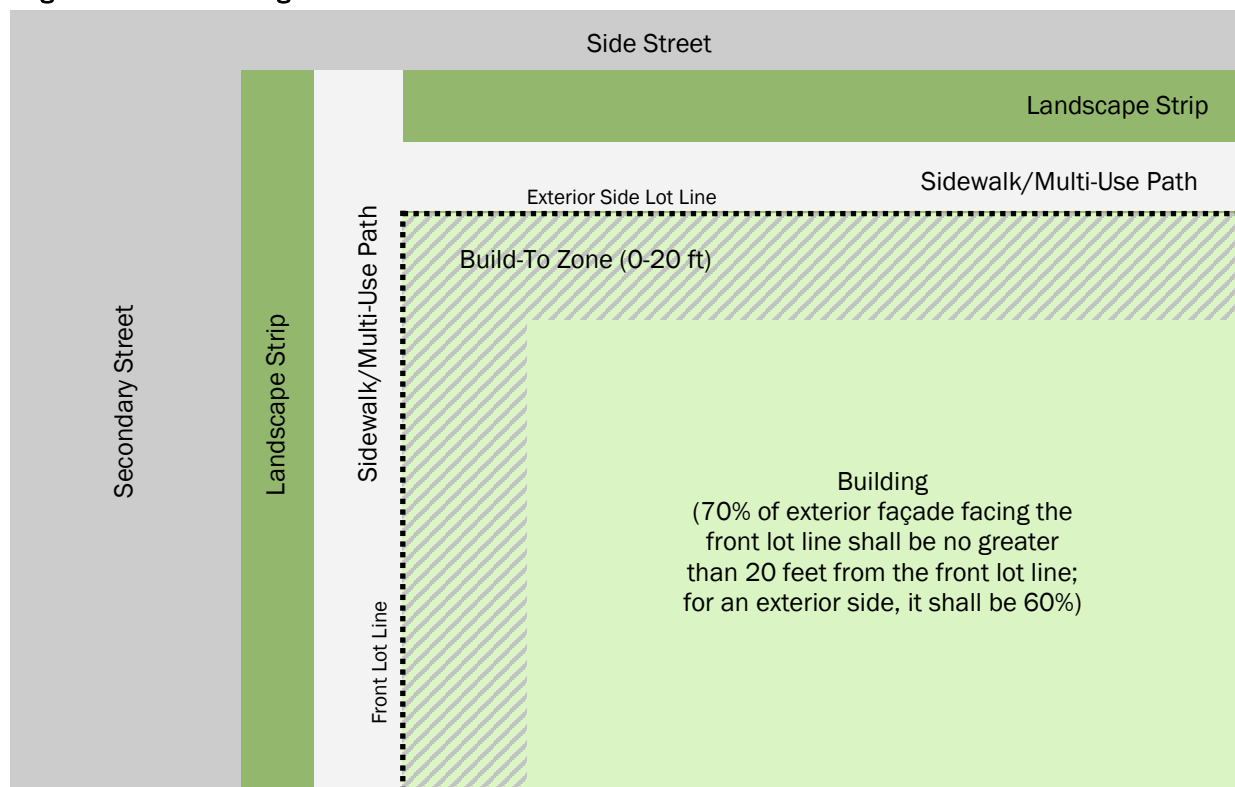 Side Street
Landscape Strip
Sidewalk/Multi-Use Path
Exterior Side Lot Line
Build-To Zone (0-20 ft)
Secondary Street
Landscape Strip
Sidewalk/Multi-Use Path
Front Lot Line
Building
(70% of exterior façade facing the
front lot line shall be no greater
than 20 feet from the front lot line;
for an exterior side, it shall be 60%)